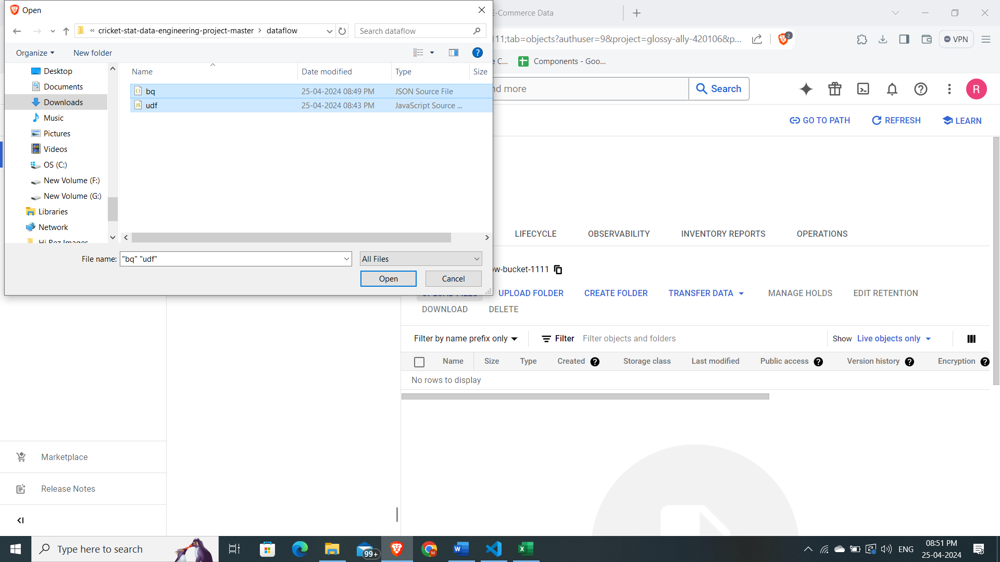 Open
E-Commerce Data
« cricket-stat-data-engineering-project-master > dataflow
Search dataflow
111;tab=objects?authuser=9&project=glossy-ally-420106&p...
2
VPN
Organize
New folder
?
e C...
Components - Goo...
Name
Date modified
Type
Size
Desktop
Documents
Downloads
Music
Pictures
Videos
OS (C:)
New Volume (F:)
New Volume (G:)
Libraries
Network
Hi Rez Images
bq 25-04-2024 08:49 PM JSON Source File
udf 25-04-2024 08:43 PM JavaScript Source ...
nd more
Search
R
GO TO PATH
REFRESH
LEARN
File name: "bq" "udf"
All Files
Open
Cancel
LIFECYCLE
OBSERVABILITY
INVENTORY REPORTS
OPERATIONS
ow-bucket-1111
UPLOAD FILES
UPLOAD FOLDER
CREATE FOLDER
TRANSFER DATA
MANAGE HOLDS
EDIT RETENTION
DOWNLOAD
DELETE
Filter by name prefix only
Filter
Filter objects and folders
Show Live objects only
Name
Size
Type
Created
Storage class
Last modified
Public access
Version history
Encryption
No rows to display
Marketplace
Release Notes
Type here to search
99+
ENG
08:51 PM
25-04-2024